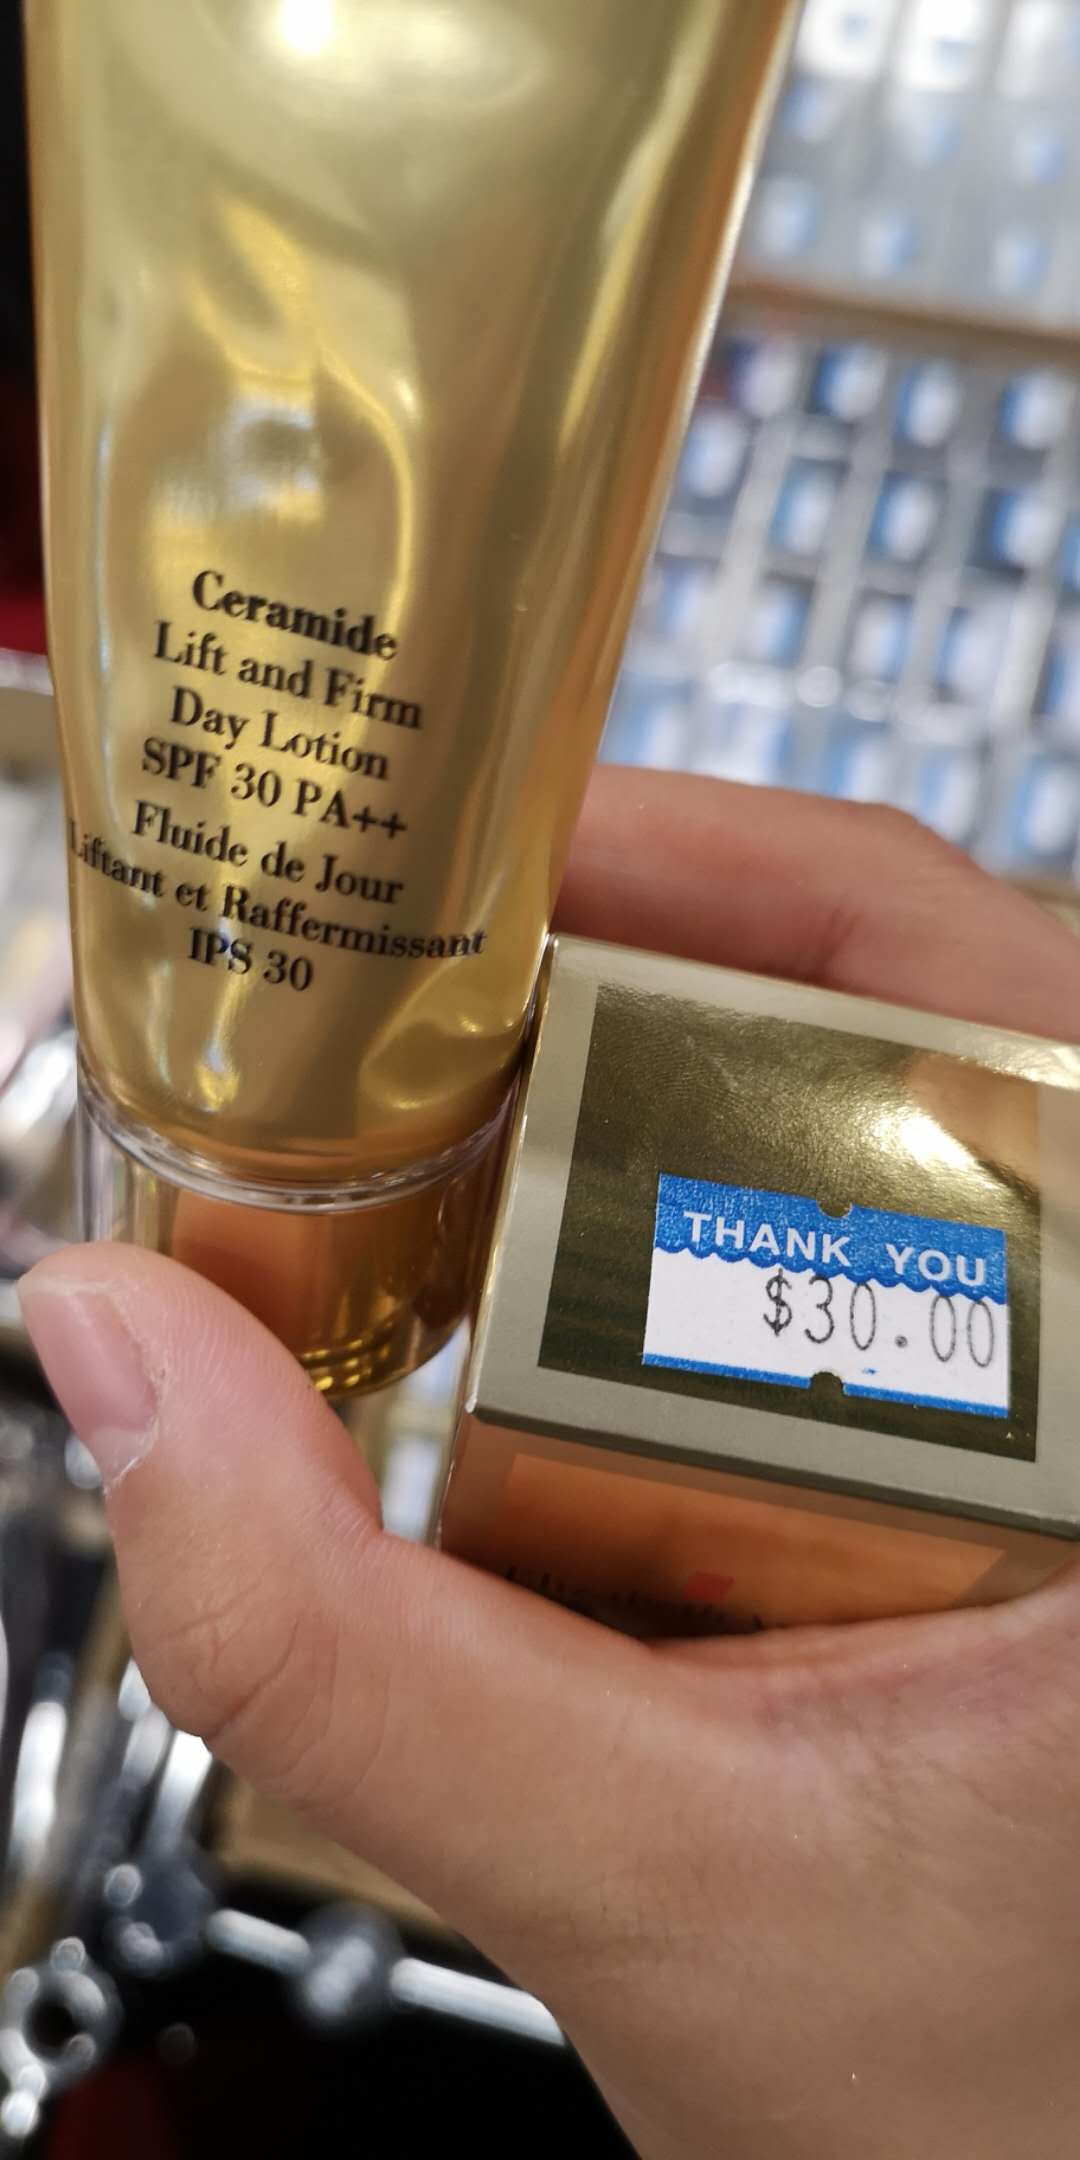 Ceramide
Lift and Firm
Day Lotion
SPF 30 PA++
Fluide de Jour
Liftant et Raffermissant
IPS 30
THANK YOU
$30.00